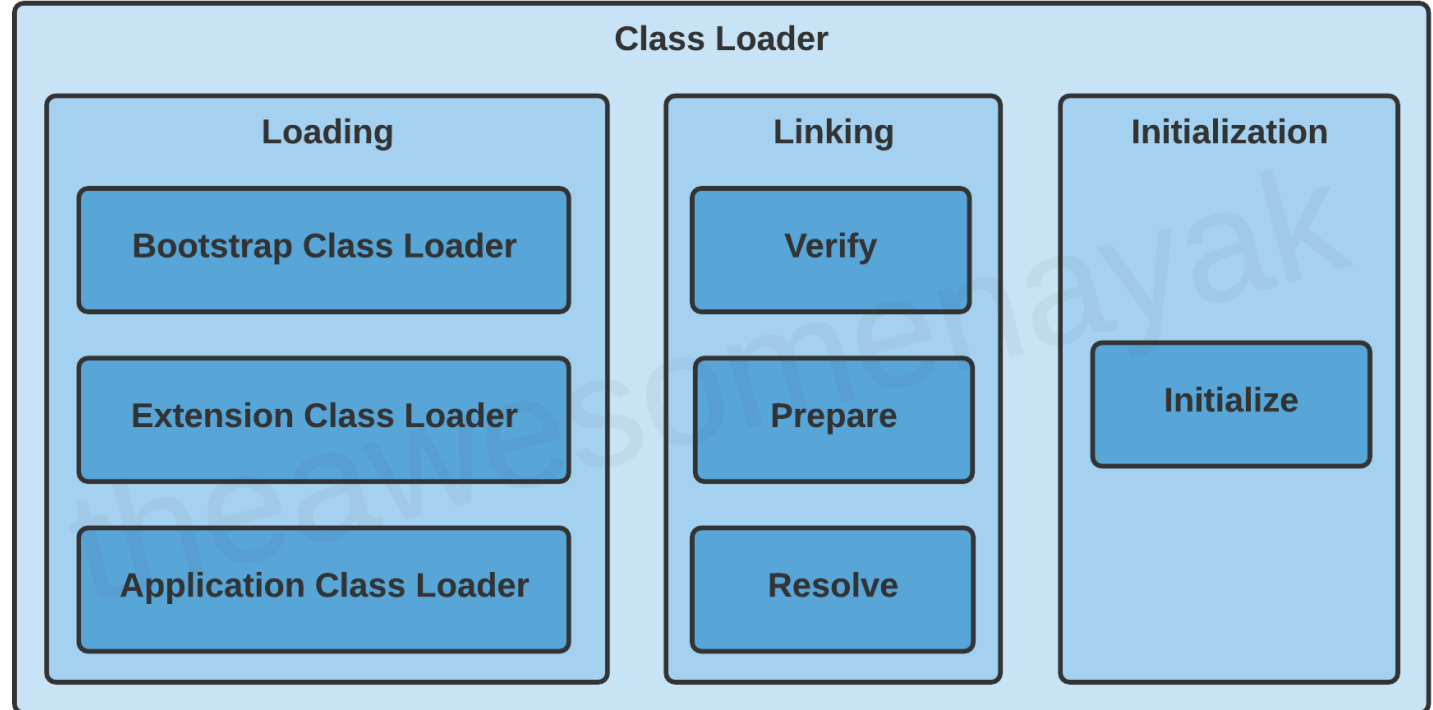 Class Loader
Loading
Bootstrap Class Loader
Extension Class Loader
Application Class Loader
Linking
Verify
Prepare
Resolve
Initialization
Initialize
theawesomenayak